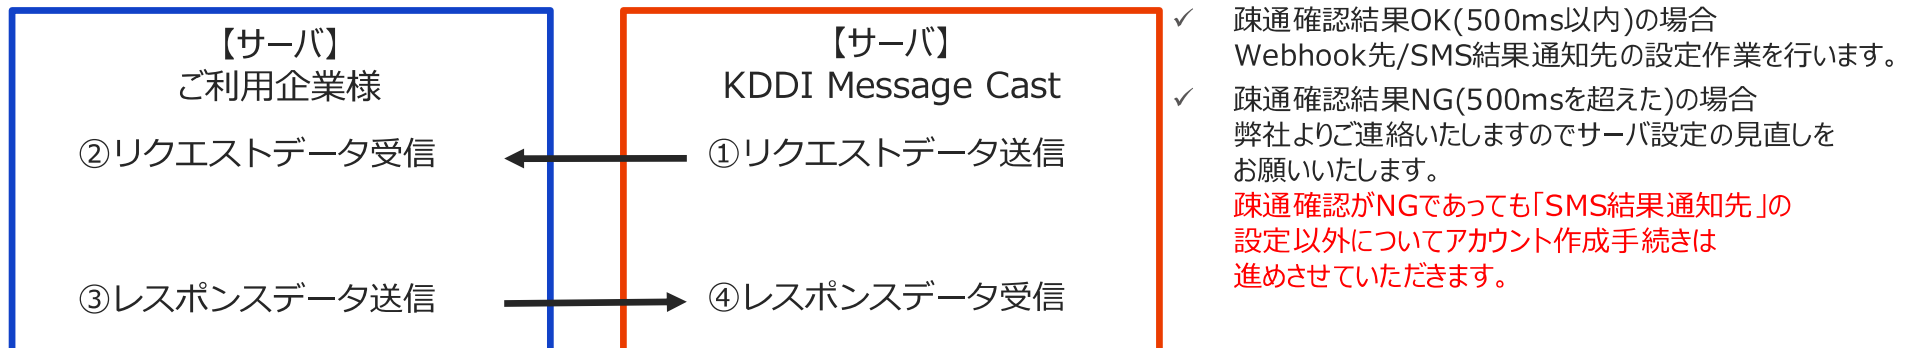 【サーバ】
ご利用企業様
②リクエストデータ受信
③レスポンスデータ送信
【サーバ】
KDDI Message Cast
①リクエストデータ送信
④レスポンスデータ受信
✓ 疎通確認結果OK(500ms以内)の場合
Webhook先/SMS結果通知先の設定作業を行います。
✓ 疎通確認結果NG(500msを超えた)の場合
弊社よりご連絡いたしますのでサーバ設定の見直しを
お願いいたします。
疎通確認がNGであっても「SMS結果通知先」の
設定以外についてアカウント作成手続きは
進めさせていただきます。